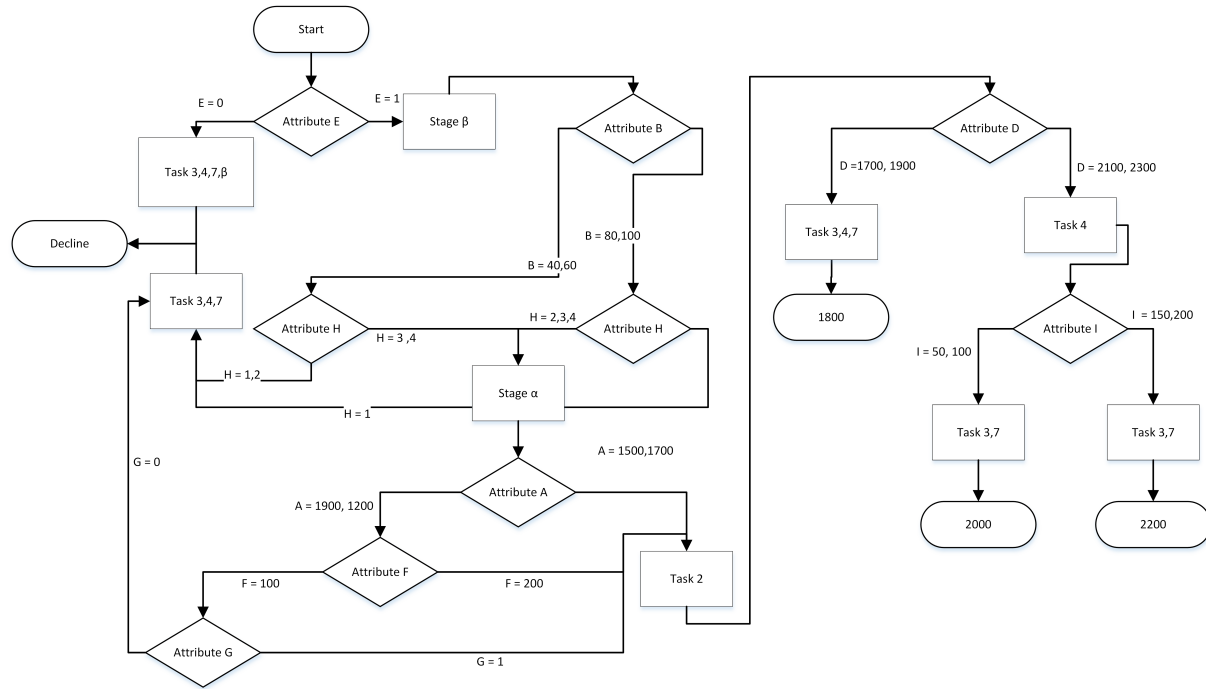 Start
E = 0
E = 1
Attribute E
Stage β
Attribute B
Attribute D
Task 3,4,7,β
D =1700, 1900
D = 2100, 2300
Decline
Task 3,4,7
Task 4
B = 80,100
B = 40,60
Task 3,4,7
1800
Attribute H
H = 3 ,4
H = 2,3,4
Attribute H
Attribute I
I = 150,200
I = 50, 100
H = 1,2
Stage α
H = 1
Task 3,7
Task 3,7
G = 0
A = 1500,1700
Attribute A
A = 1900, 1200
2000
2200
Attribute F
F = 100
F = 200
Task 2
Attribute G
G = 1